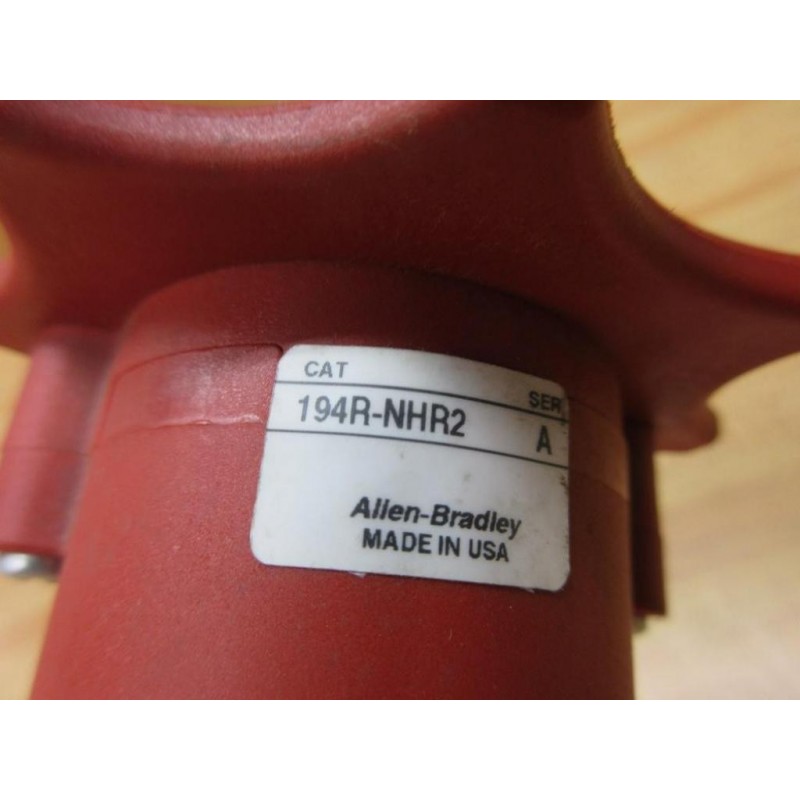 CAT
SER
194R-NHR2 A
Allen-Bradley
MADE IN USA